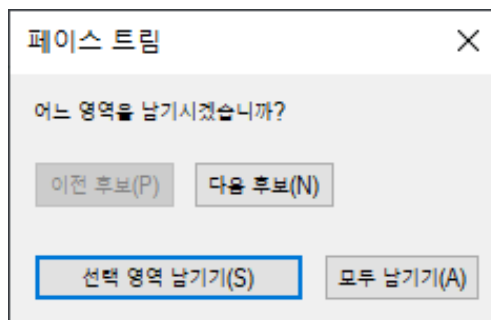 페이스 트림
어느 영역을 남기시겠습니까?
이전 후보(P) 다음 후보(N)
선택 영역 남기기(S) 모두 남기기(A)